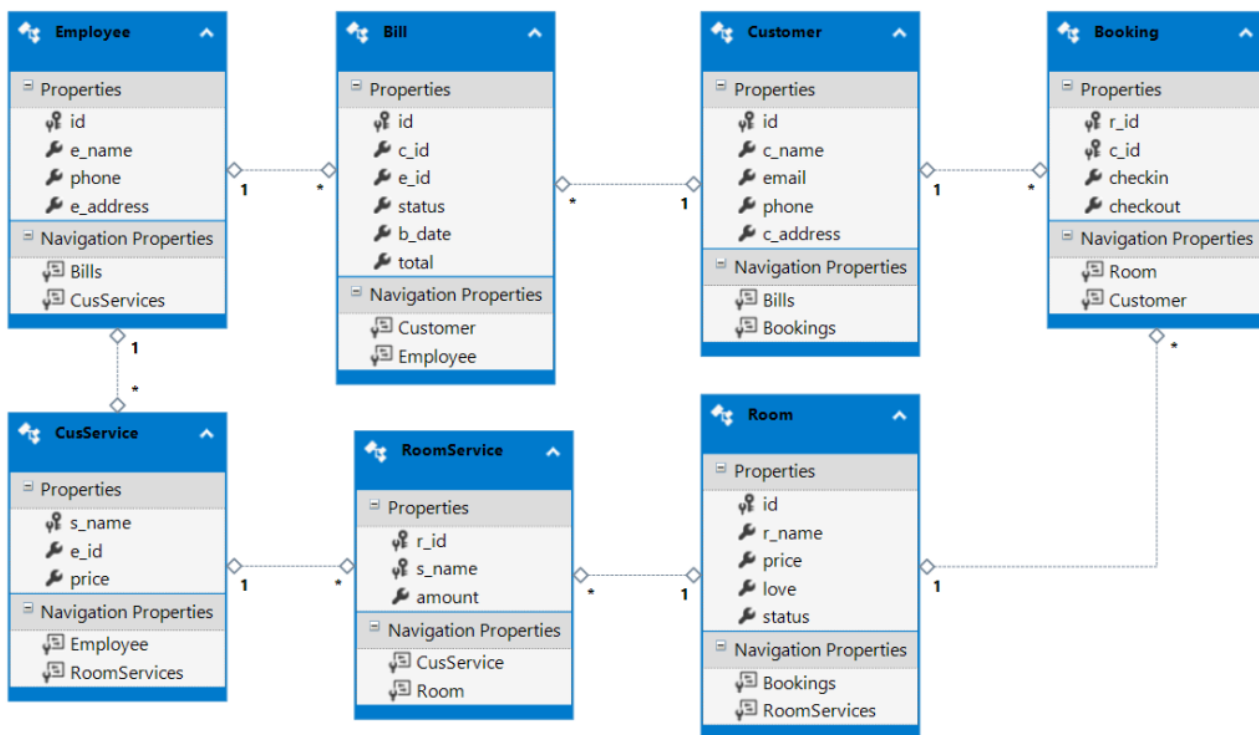 Employee
Properties
id
e_name
phone
e_address
Navigation Properties
Bills
CusServices
Bill
Properties
id
c_id
e_id
status
b_date
total
Navigation Properties
Customer
Employee
Customer
Properties
id
c_name
email
phone
c_address
Navigation Properties
Bills
Bookings
Booking
Properties
r_id
c_id
checkin
checkout
Navigation Properties
Room
Customer
1
*
*
1
1
*
1
*
*
CusService
Properties
s_name
e_id
price
Navigation Properties
Employee
RoomServices
RoomService
Properties
r_id
s_name
amount
Navigation Properties
CusService
Room
Room
Properties
id
r_name
price
love
status
Navigation Properties
Bookings
RoomServices
1
*
*
1
1